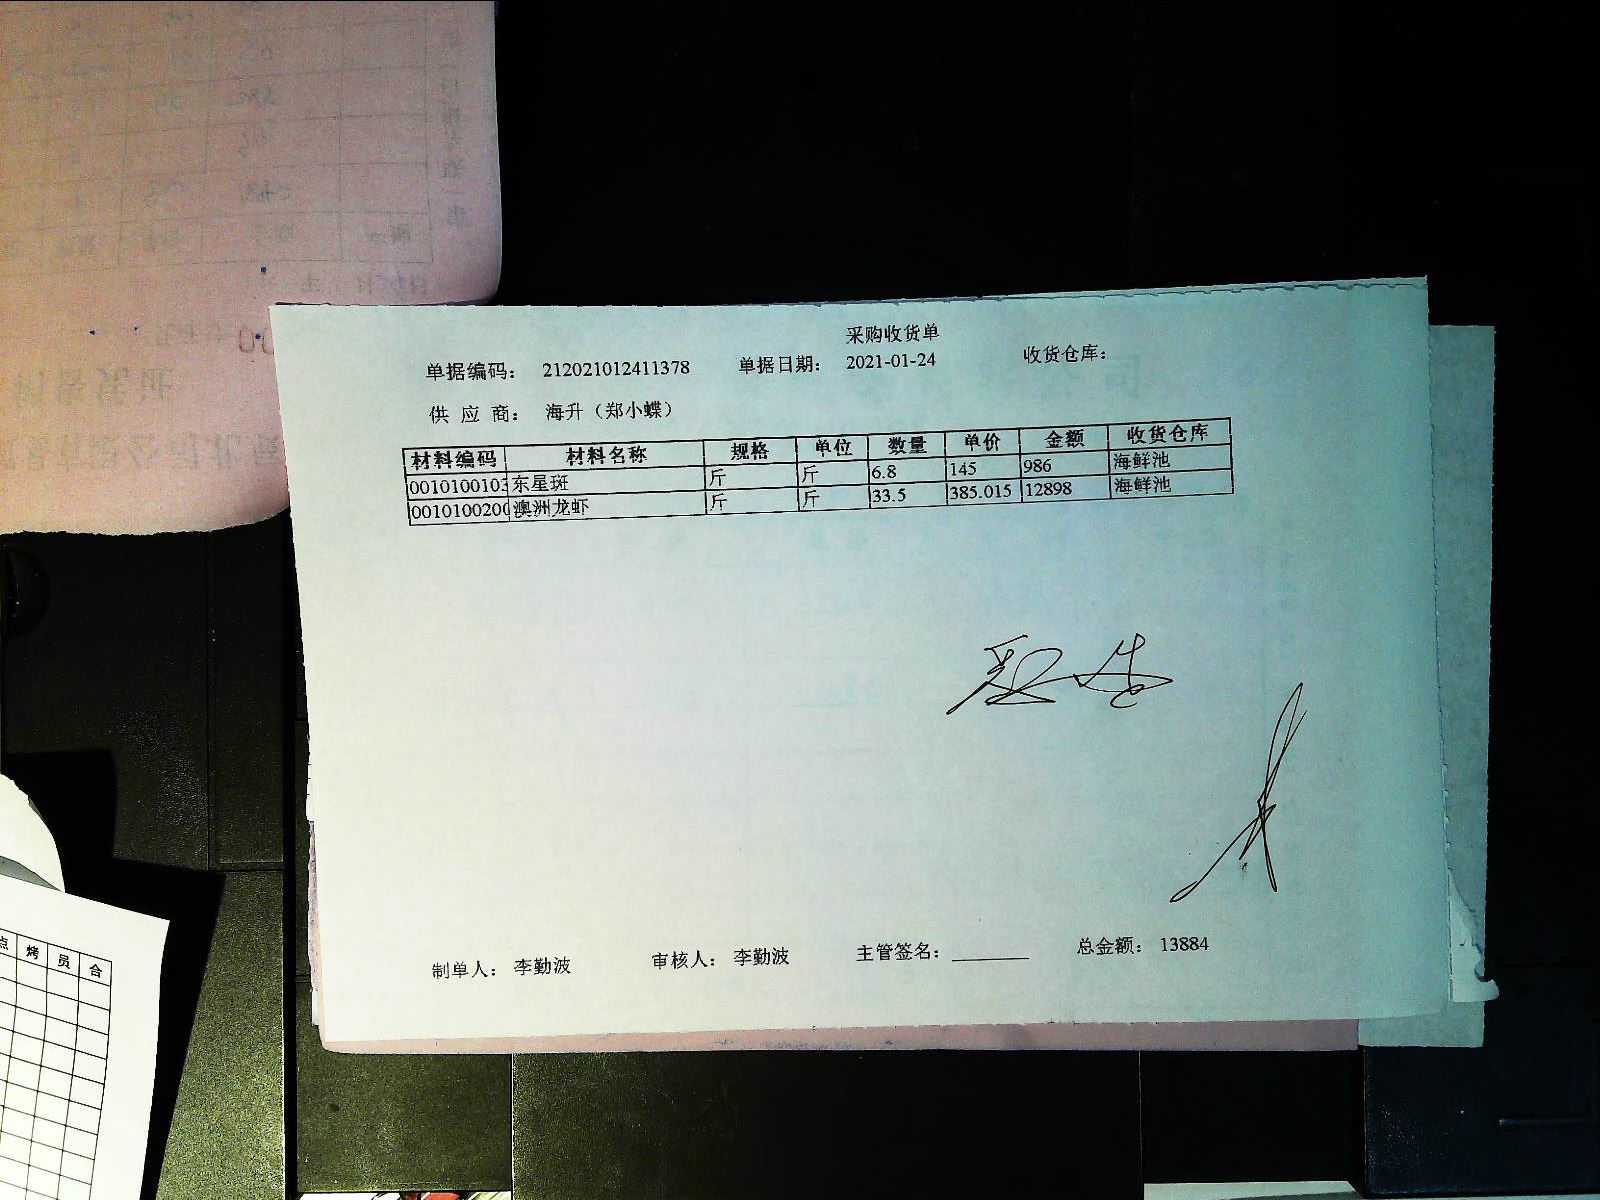 采购收货单
单据编码： 212021012411378 单据日期： 2021-01-24 收货仓库：
供 应 商： 海升（郑小蝶）
材料编码 材料名称 规格 单位 数量 单价 金额 收货仓库
0010100103 东星斑 斤 斤 6.8 145 986 海鲜池
0010100200 澳洲龙虾 斤 斤 33.5 385.015 12898 海鲜池
制单人： 李勤波 审核人： 李勤波 主管签名： 总金额： 13884
点 烤 员 合